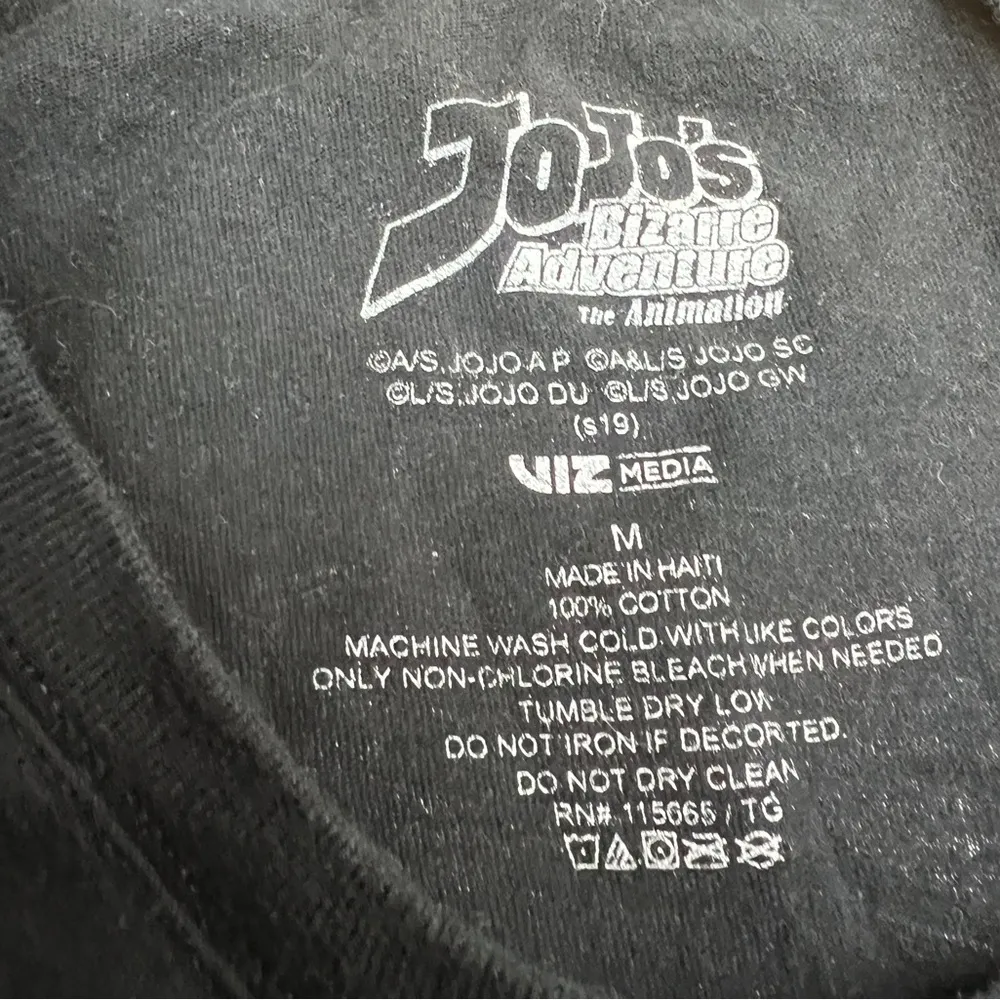 JoJo's
Bizarre
Adventure
The Animation
©A/S.JOJO.A.P ©A&L/S JOJO SC
©L/S.JOJO DU ©L/S.JOJO GW
(s19)
VIZ MEDIA
M
MADE IN HAITI
100% COTTON
MACHINE WASH COLD WITH LIKE COLORS
ONLY NON-CHLORINE BLEACH WHEN NEEDED
TUMBLE DRY LOW
DO NOT IRON IF DECORTED.
DO NOT DRY CLEAN
RN# 115665 / TG